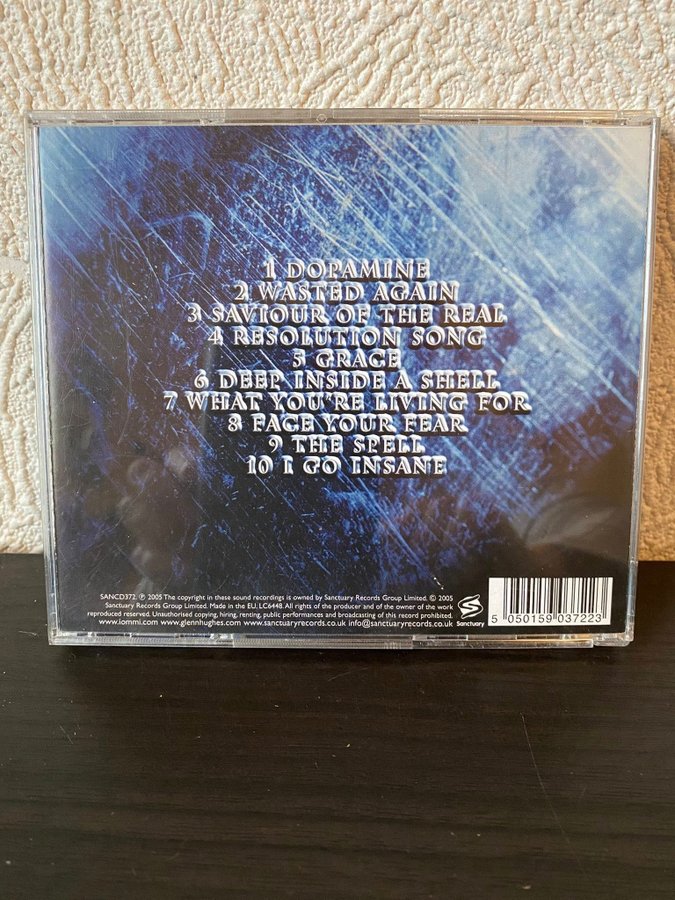 1 DOPAMINE
2 WASTED AGAIN
3 SAVIOUR OF THE REAL
4 RESOLUTION SONG
5 GRACE
6 DEEP INSIDE A SHELL
7 WHAT YOU'RE LIVING FOR
8 FACE YOUR FEAR
9 THE SPELL
10 I GO INSANE
SANCD372. ℗ 2005 The copyright in these sound recordings is owned by Sanctuary Records Group Limited. © 2005
Sanctuary Records Group Limited. Made in the EU. LC6448. All rights of the producer and of the owner of the work
reproduced reserved. Unauthorised copying, hiring, renting, public performances and broadcasting of this record prohibited.
www.iommi.com www.glennhughes.com www.sanctuaryrecords.co.uk info@sanctuaryrecords.co.uk
Sanctuary
5 050159 037223